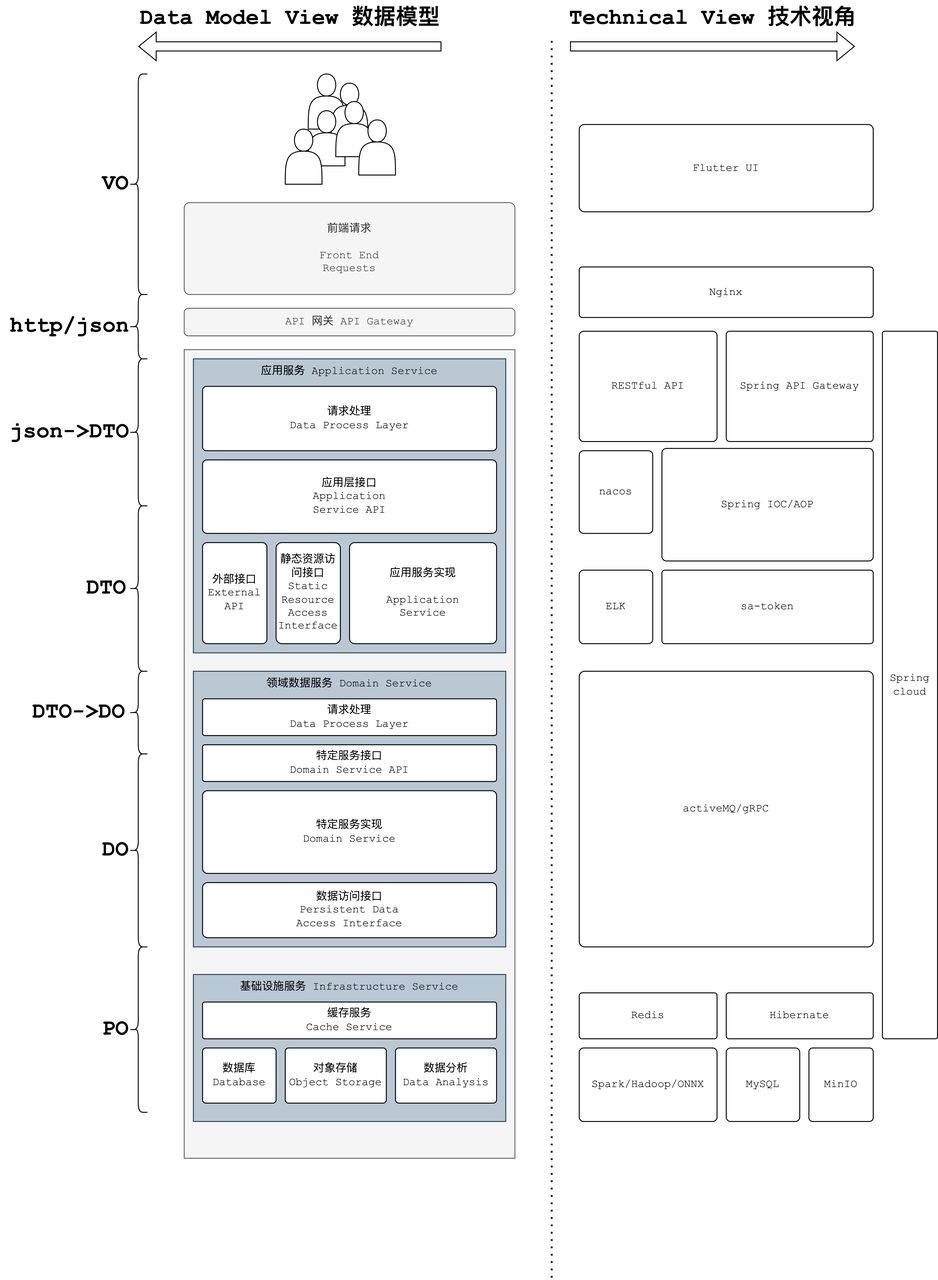 Data Model View 数据模型
Technical View 技术视角
VO
前端请求
Front End
Requests
http/json
API 网关 API Gateway
json->DTO
应用服务 Application Service
请求处理
Data Process Layer
应用层接口
Application
Service API
DTO
外部接口
External
API
静态资源访
问接口
Static
Resource
Access
Interface
应用服务实现
Application
Service
DTO->DO
领域数据服务 Domain Service
请求处理
Data Process Layer
特定服务接口
Domain Service API
DO
特定服务实现
Domain Service
数据访问接口
Persistent Data
Access Interface
PO
基础设施服务 Infrastructure Service
缓存服务
Cache Service
数据库
Database
对象存储
Object Storage
数据分析
Data Analysis
Flutter UI
Nginx
RESTful API
Spring API Gateway
nacos
Spring IOC/AOP
ELK
sa-token
Spring
cloud
activeMQ/gRPC
Redis
Hibernate
Spark/Hadoop/ONNX
MySQL
MinIO